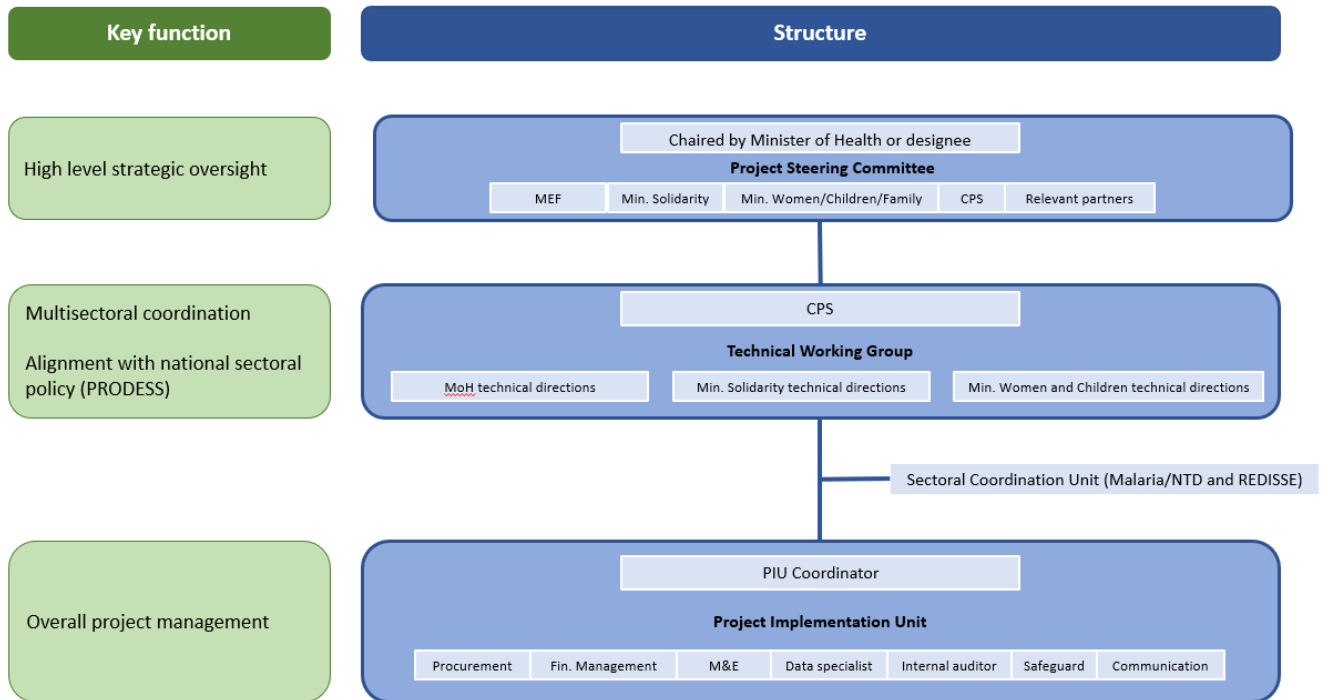 Key function
Structure
High level strategic oversight
Chaired by Minister of Health or designee
Project Steering Committee
MEF
Min. Solidarity
Min. Women/Children/Family
CPS
Relevant partners
Multisectoral coordination
Alignment with national sectoral
policy (PRODESS)
CPS
Technical Working Group
MoH technical directions
Min. Solidarity technical directions
Min. Women and Children technical directions
Sectoral Coordination Unit (Malaria/NTD and REDISSE)
Overall project management
PIU Coordinator
Project Implementation Unit
Procurement
Fin. Management
M&E
Data specialist
Internal auditor
Safeguard
Communication